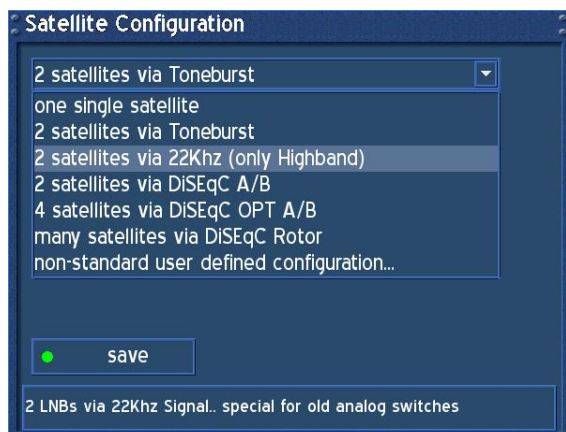 Satellite Configuration
2 satellites via Toneburst
one single satellite
2 satellites via Toneburst
2 satellites via 22Khz (only Highband)
2 satellites via DiSEqC A/B
4 satellites via DiSEqC OPT A/B
many satellites via DiSEqC Rotor
non-standard user defined configuration...
save
2 LNBs via 22Khz Signal.. special for old analog switches